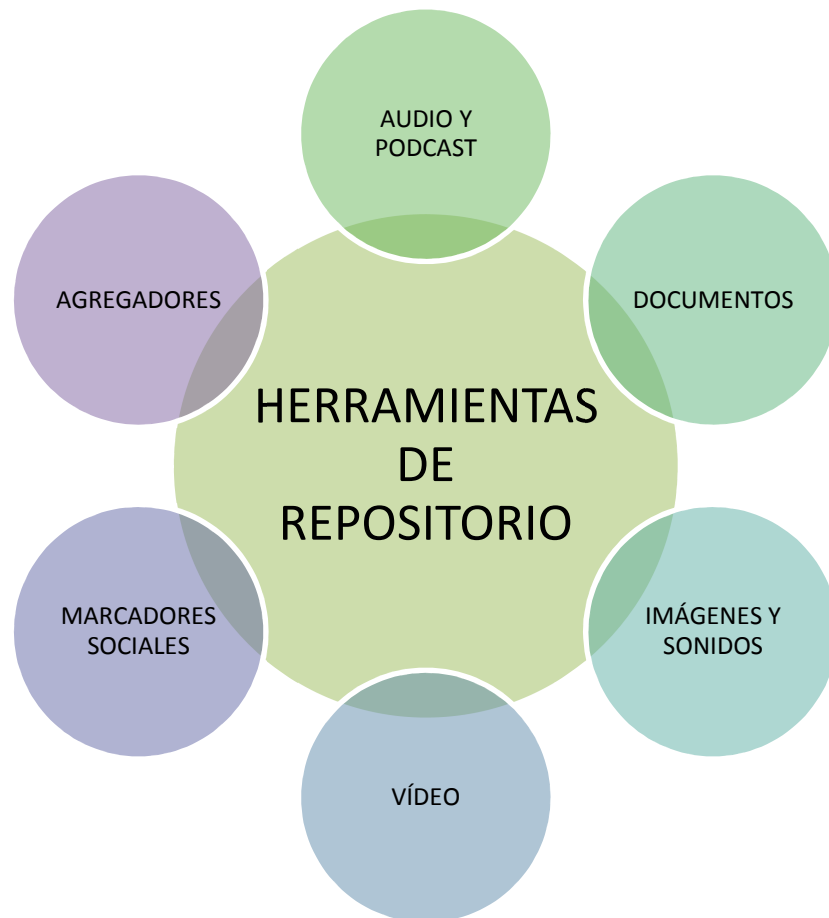 AUDIO Y
PODCAST
AGREGADORES
DOCUMENTOS
HERRAMIENTAS
DE
REPOSITORIO
MARCADORES
SOCIALES
IMÁGENES Y
SONIDOS
VÍDEO